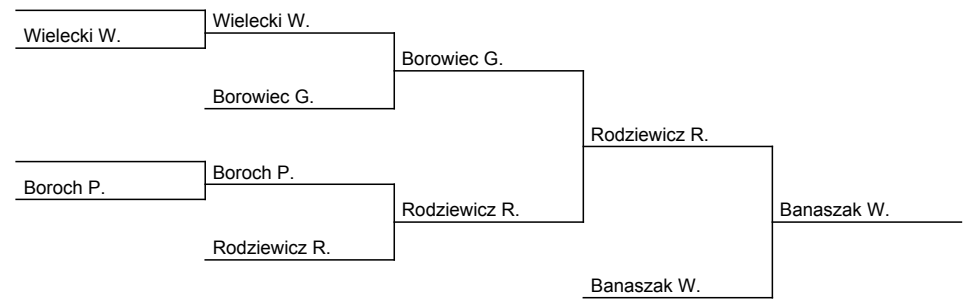 Wielecki W.
Wielecki W.
Borowiec G.
Borowiec G.
Rodziewicz R.
Boroch P.
Boroch P.
Rodziewicz R.
Banaszak W.
Rodziewicz R.
Banaszak W.